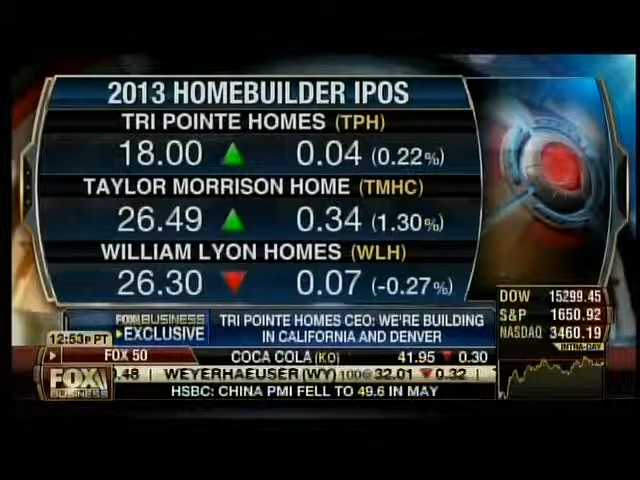 2013 HOMEBUILDER IPOS
TRI POINTE HOMES (TPH)
18.00 0.04 (0.22%)
TAYLOR MORRISON HOME (TMHC)
26.49 0.34 (1.30%)
WILLIAM LYON HOMES (WLH)
26.30 0.07 (-0.27%)
FOX BUSINESS
EXCLUSIVE
TRI POINTE HOMES CEO: WE'RE BUILDING
IN CALIFORNIA AND DENVER
DOW 15299.45
S&P 1650.92
NASDAQ 3460.19
INTRA-DAY
12:53P PT
FOX 50 COCA COLA (KO) 41.95 0.30
0.48 WEYERHAEUSER (WY) 100@ 32.01 0.32
FOX
BUSINESS
HSBC: CHINA PMI FELL TO 49.6 IN MAY